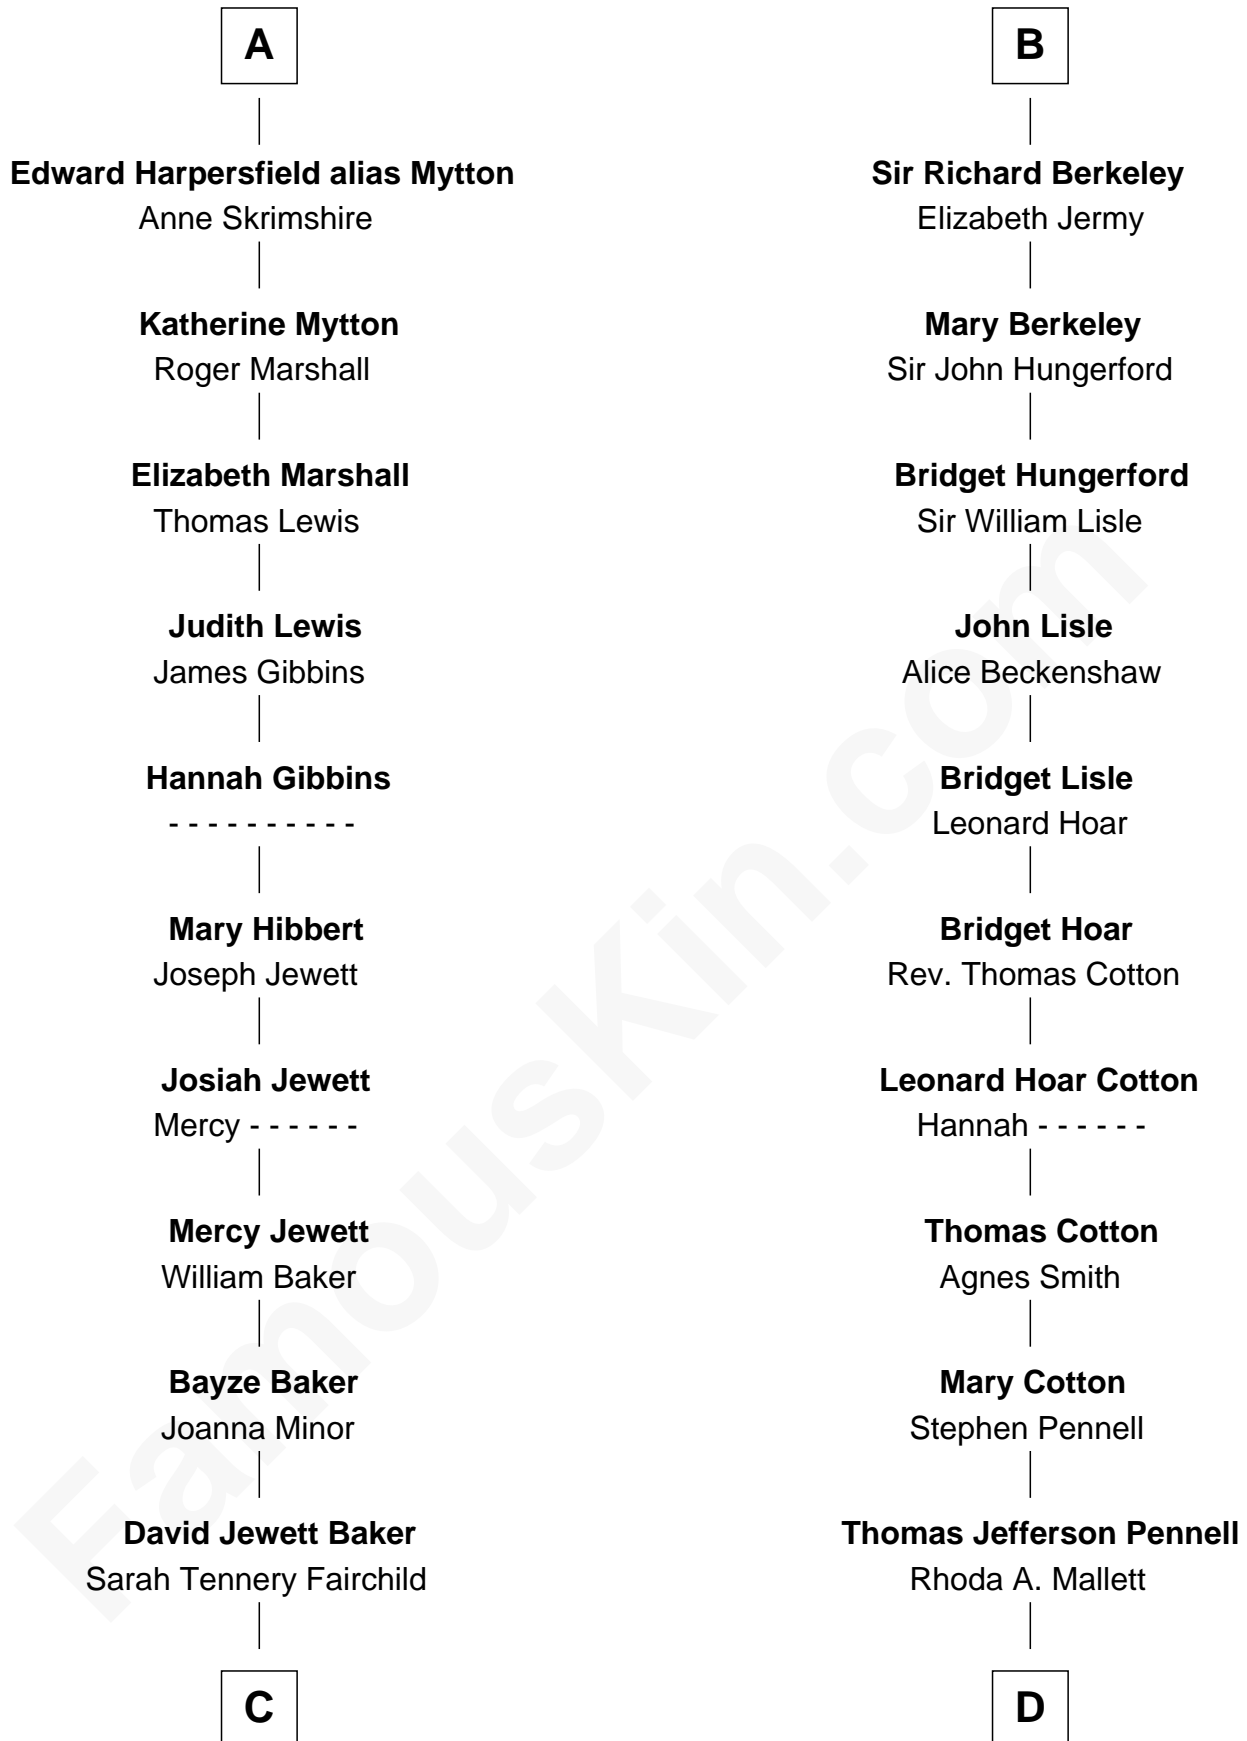 A
Edward Harpersfield alias Mytton
Anne Skrimshire
Katherine Mytton
Roger Marshall
Elizabeth Marshall
Thomas Lewis
Judith Lewis
James Gibbins
Hannah Gibbins
- - - - - - - - - -
Mary Hibbert
Joseph Jewett
Josiah Jewett
Mercy - - - - - -
Mercy Jewett
William Baker
Bayze Baker
Joanna Minor
David Jewett Baker
Sarah Tennery Fairchild
C
B
Sir Richard Berkeley
Elizabeth Jermy
Mary Berkeley
Sir John Hungerford
Bridget Hungerford
Sir William Lisle
John Lisle
Alice Beckenshaw
Bridget Lisle
Leonard Hoar
Bridget Hoar
Rev. Thomas Cotton
Leonard Hoar Cotton
Hannah - - - - - -
Thomas Cotton
Agnes Smith
Mary Cotton
Stephen Pennell
Thomas Jefferson Pennell
Rhoda A. Mallett
D
FamousKin.com